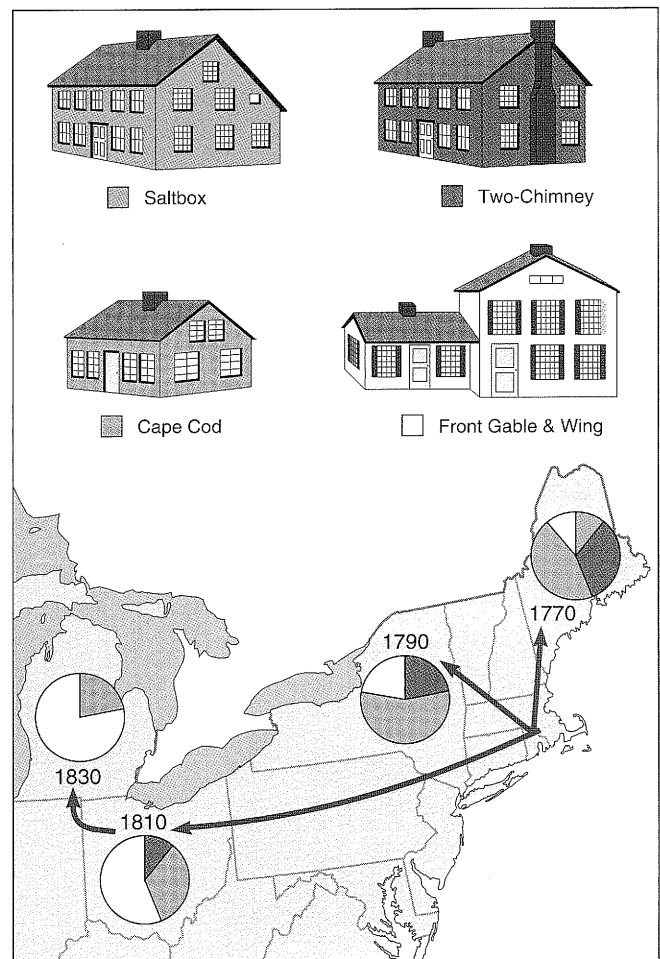 Saltbox
Two-Chimney
Cape Cod
Front Gable & Wing
1770
1790
1830
1810